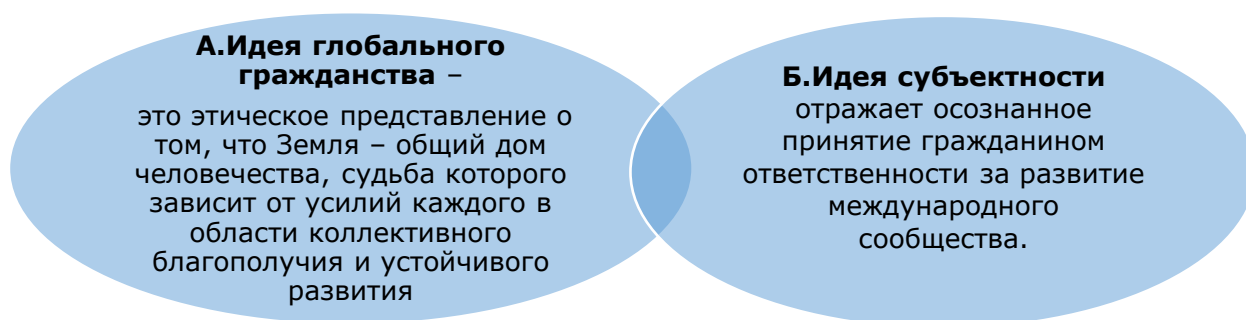 А.Идея глобального
гражданства –
это этическое представление о
том, что Земля – общий дом
человечества, судьба которого
зависит от усилий каждого в
области коллективного
благополучия и устойчивого
развития
Б.Идея субъектности
отражает осознанное
принятие гражданином
ответственности за развитие
международного
сообщества.